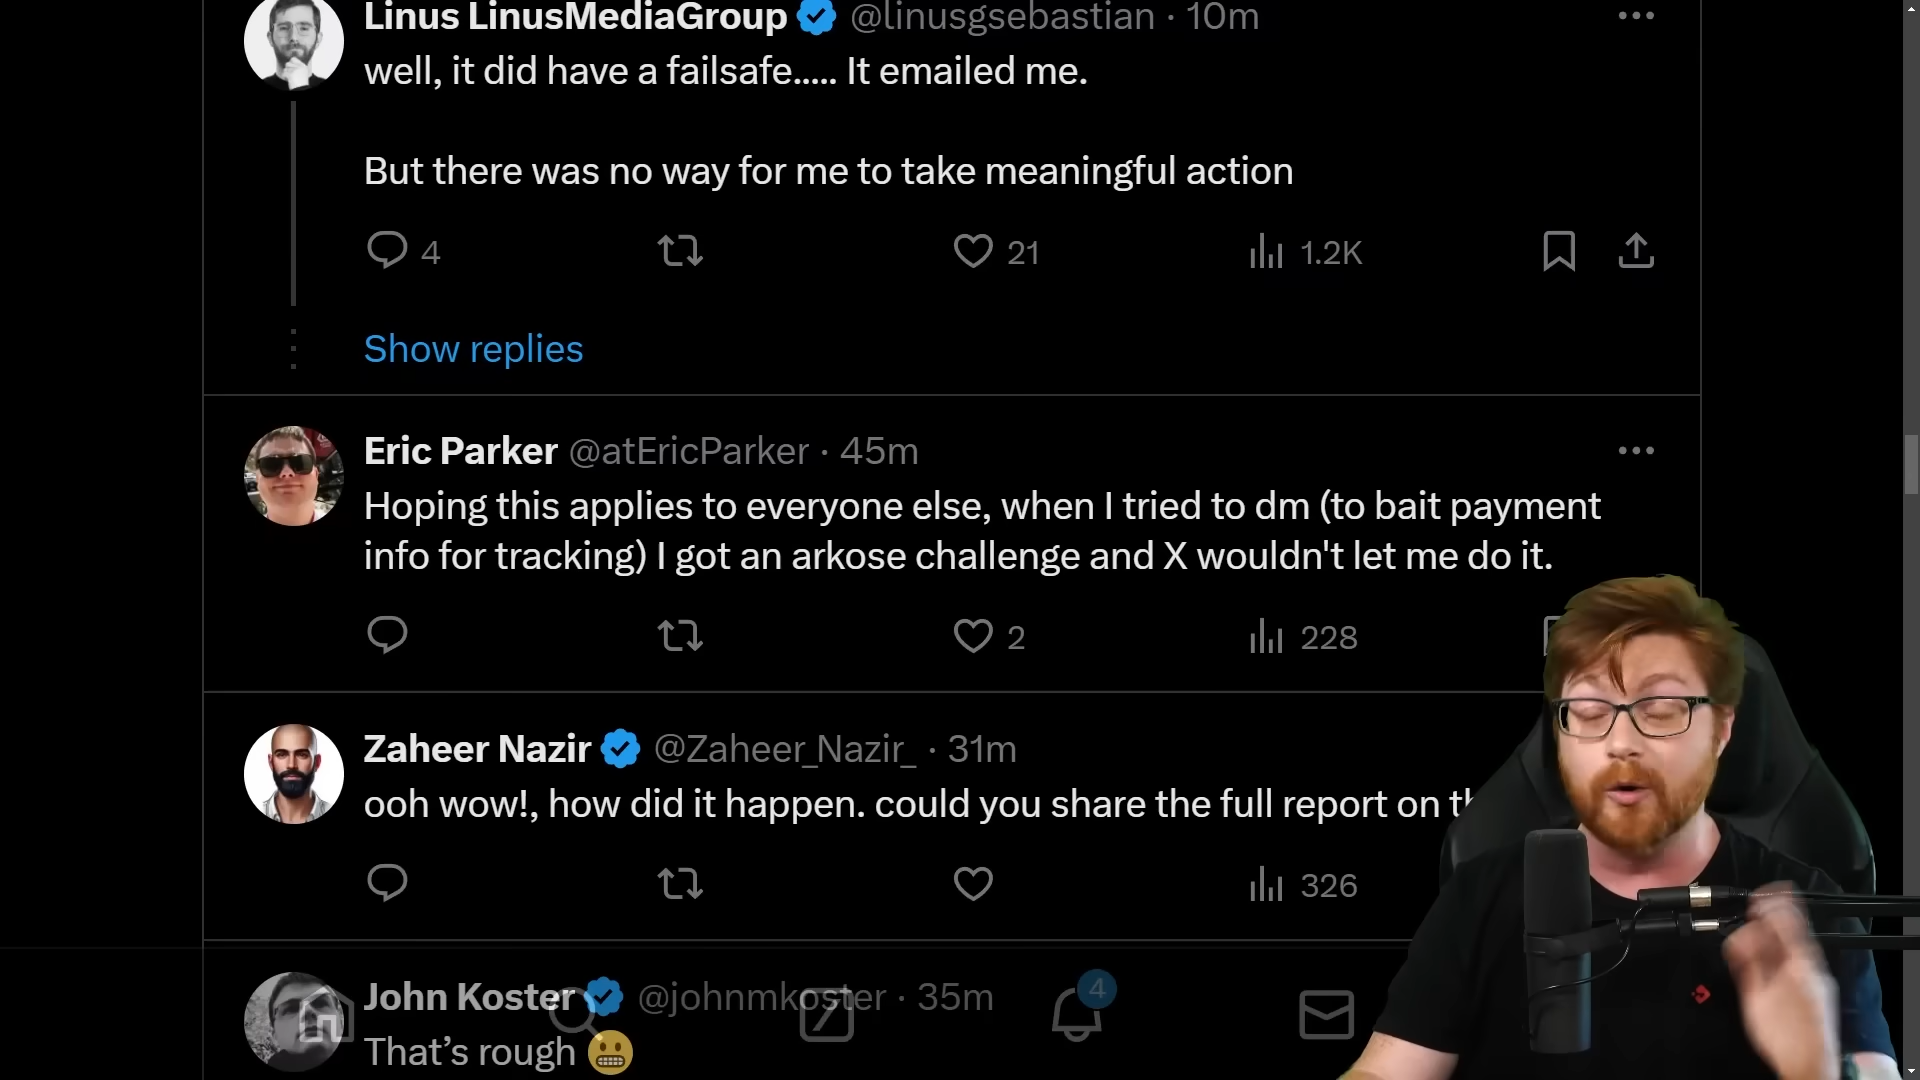 Linus LinusMediaGroup @linusgsebastian · 10m
well, it did have a failsafe..... It emailed me.
But there was no way for me to take meaningful action
4 21 1.2K
Show replies
Eric Parker @atEricParker · 45m
Hoping this applies to everyone else, when I tried to dm (to bait payment
info for tracking) I got an arkose challenge and X wouldn't let me do it.
2 228
Zaheer Nazir @Zaheer_Nazir_ · 31m
ooh wow!, how did it happen. could you share the full report on
326
John Koster @johnmkoster · 35m
4
That’s rough 😬